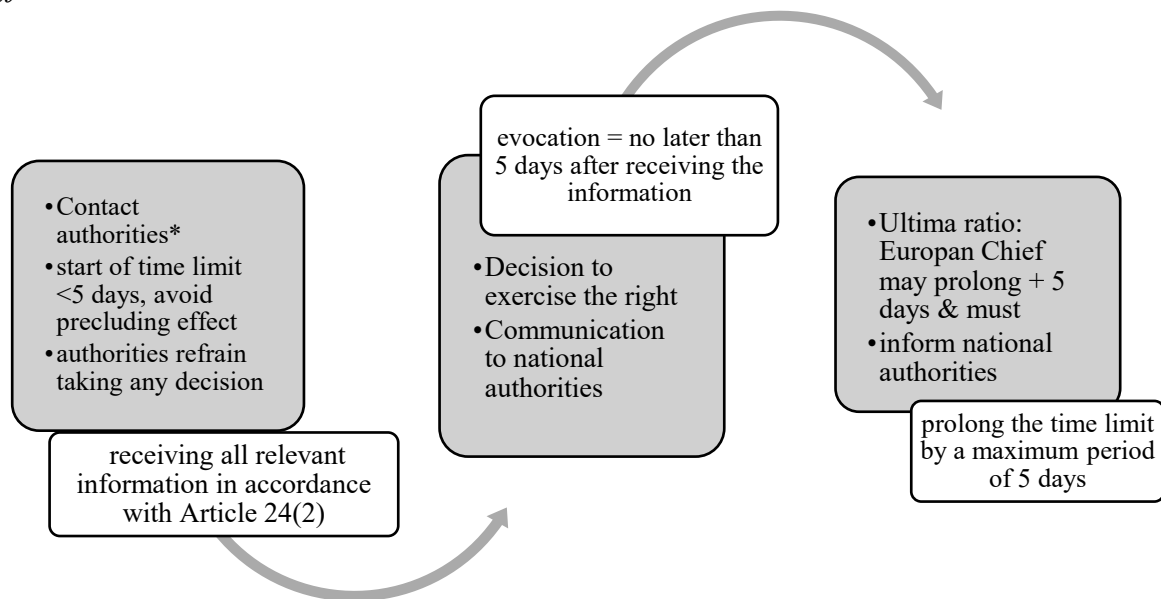 •Contact
authorities*
•start of time limit
<5 days, avoid
precluding effect
•authorities refrain
taking any decision
receiving all relevant
information in accordance
with Article 24(2)
evocation = no later than
5 days after receiving the
information
•Decision to
exercise the right
•Communication
to national
authorities
•Ultima ratio:
Europan Chief
may prolong + 5
days & must
•inform national
authorities
prolong the time limit
by a maximum period
of 5 days